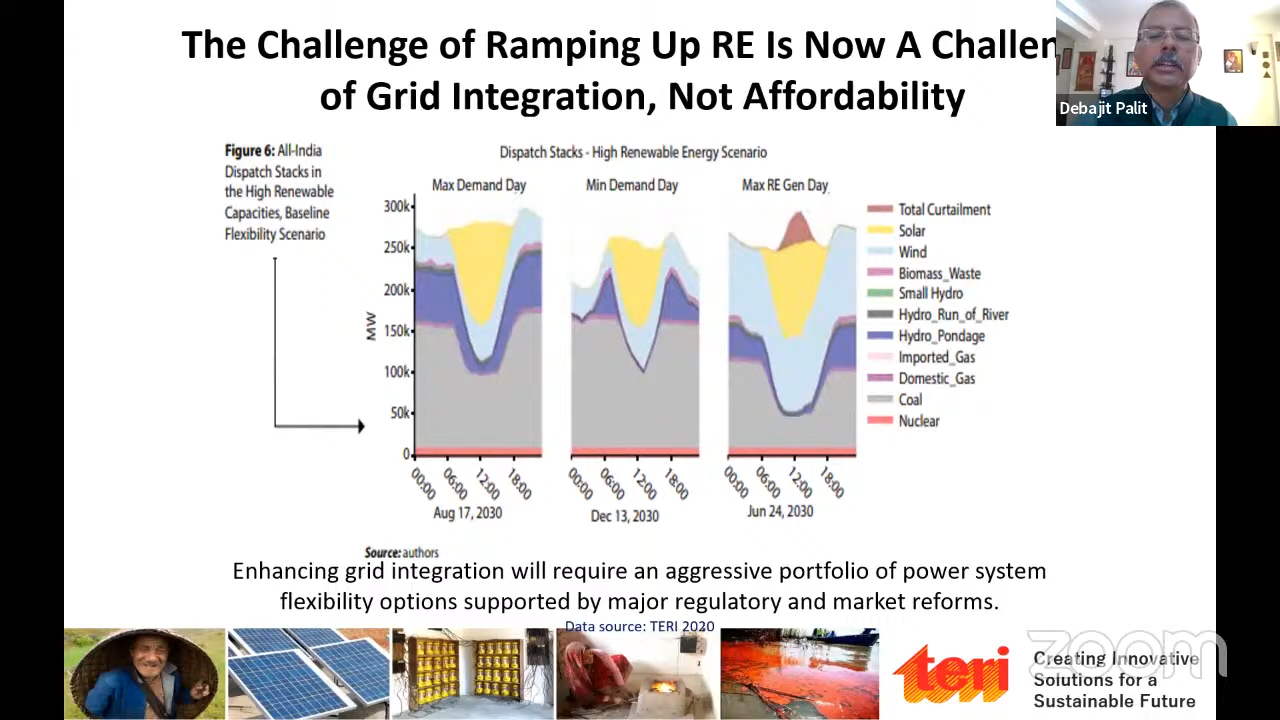 The Challenge of Ramping Up RE Is Now A Challen
of Grid Integration, Not Affordability
Debajit Palit
Figure 6: All-India
Dispatch Stacks in
the High Renewable
Capacities, Baseline
Flexibility Scenario
Dispatch Stacks - High Renewable Energy Scenario
Max Demand Day
Min Demand Day
Max RE Gen Day
300k
250k
200k
150k
100k
50k
0
MW
00:00
06:00
12:00
18:00
00:00
06:00
12:00
18:00
00:00
06:00
12:00
18:00
Aug 17, 2030
Dec 13, 2030
Jun 24, 2030
Total Curtailment
Solar
Wind
Biomass_Waste
Small Hydro
Hydro_Run_of_River
Hydro_Pondage
Imported_Gas
Domestic_Gas
Coal
Nuclear
Source: authors
Enhancing grid integration will require an aggressive portfolio of power system
flexibility options supported by major regulatory and market reforms.
Data source: TERI 2020
teri
Creating Innovative
Solutions for a
Sustainable Future
zoom